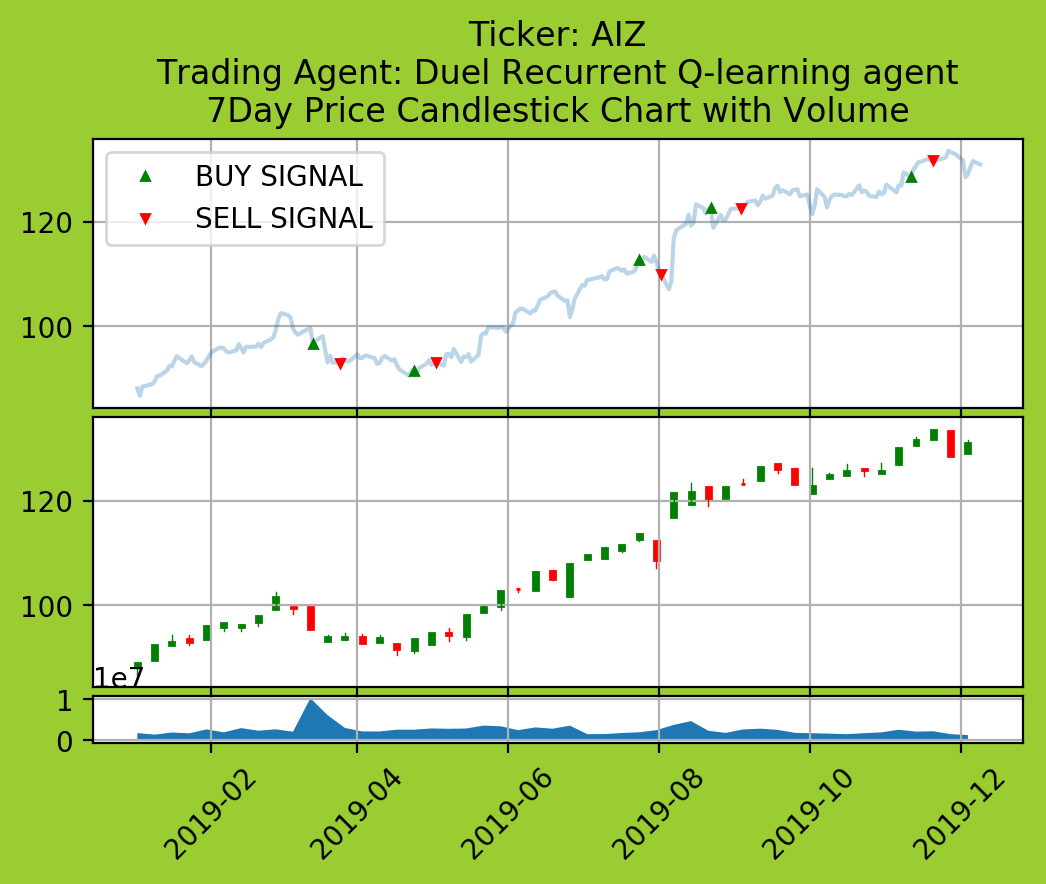 Ticker: AIZ
Trading Agent: Duel Recurrent Q-learning agent
7Day Price Candlestick Chart with Volume
BUY SIGNAL
SELL SIGNAL
120
100
120
100
1e7
1
0
2019-02
2019-04
2019-06
2019-08
2019-10
2019-12